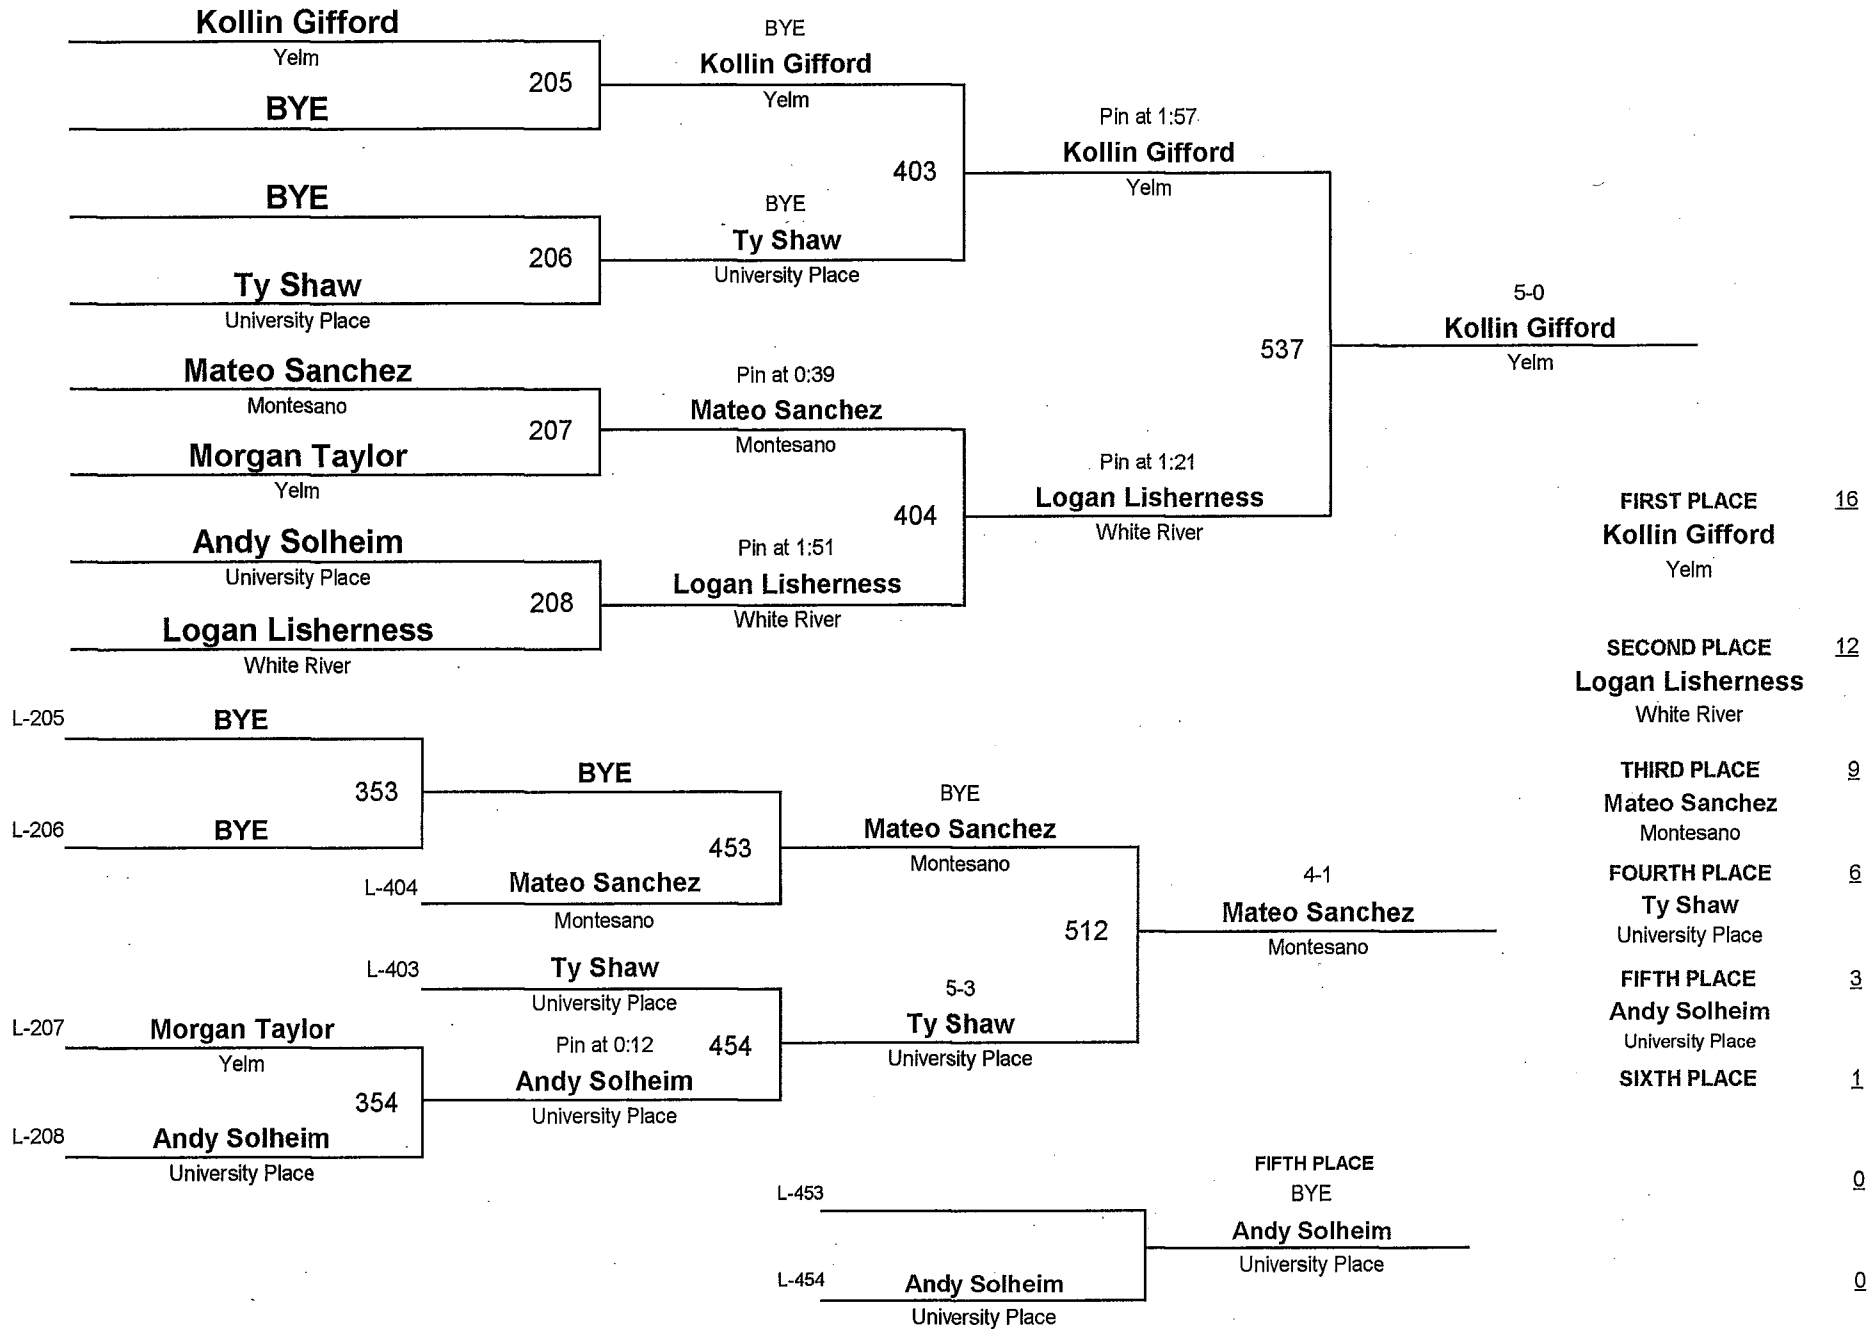 Kollin Gifford
Yelm
205
BYE
BYE
206
Ty Shaw
University Place
Mateo Sanchez
Montesano
207
Morgan Taylor
Yelm
Andy Solheim
University Place
208
Logan Lisherness
White River
BYE
Kollin Gifford
Yelm
403
BYE
Ty Shaw
University Place
Pin at 0:39
Mateo Sanchez
Montesano
404
Pin at 1:51
Logan Lisherness
White River
Pin at 1:57
Kollin Gifford
Yelm
537
Pin at 1:21
Logan Lisherness
White River
5-0
Kollin Gifford
Yelm
L-205
BYE
353
L-206
BYE
BYE
453
L-404
Mateo Sanchez
Montesano
L-403
Ty Shaw
University Place
L-207
Morgan Taylor
Yelm
354
L-208
Andy Solheim
University Place
Pin at 0:12
454
Andy Solheim
University Place
BYE
Mateo Sanchez
Montesano
512
5-3
Ty Shaw
University Place
4-1
Mateo Sanchez
Montesano
L-453
L-454
Andy Solheim
University Place
FIFTH PLACE
BYE
Andy Solheim
University Place
FIRST PLACE 16
Kollin Gifford
Yelm
SECOND PLACE 12
Logan Lisherness
White River
THIRD PLACE 9
Mateo Sanchez
Montesano
FOURTH PLACE 6
Ty Shaw
University Place
FIFTH PLACE 3
Andy Solheim
University Place
SIXTH PLACE 1
0
0